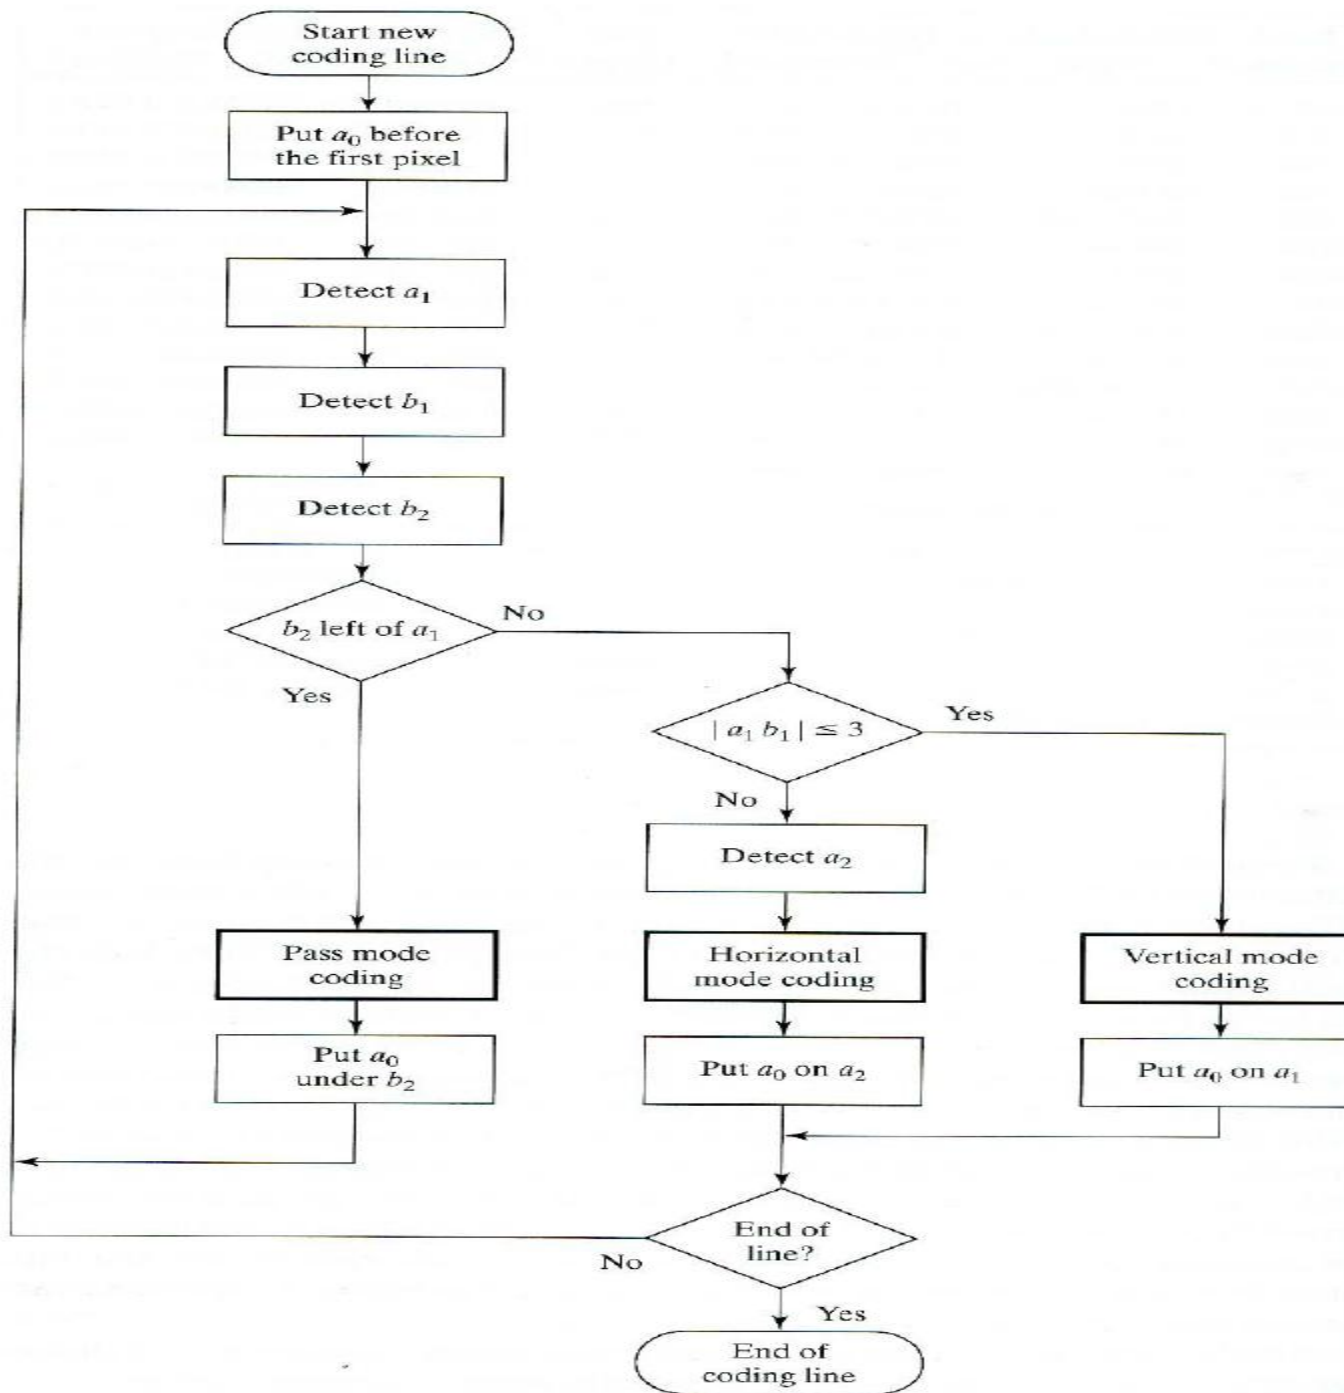 Start new
coding line
Put a₀ before
the first pixel
Detect a₁
Detect b₁
Detect b₂
b₂ left of a₁
No
Yes
| a₁ b₁ | ≤ 3
Yes
No
Detect a₂
Pass mode
coding
Horizontal
mode coding
Vertical mode
coding
Put a₀
under b₂
Put a₀ on a₂
Put a₀ on a₁
End of
line?
No
Yes
End of
coding line